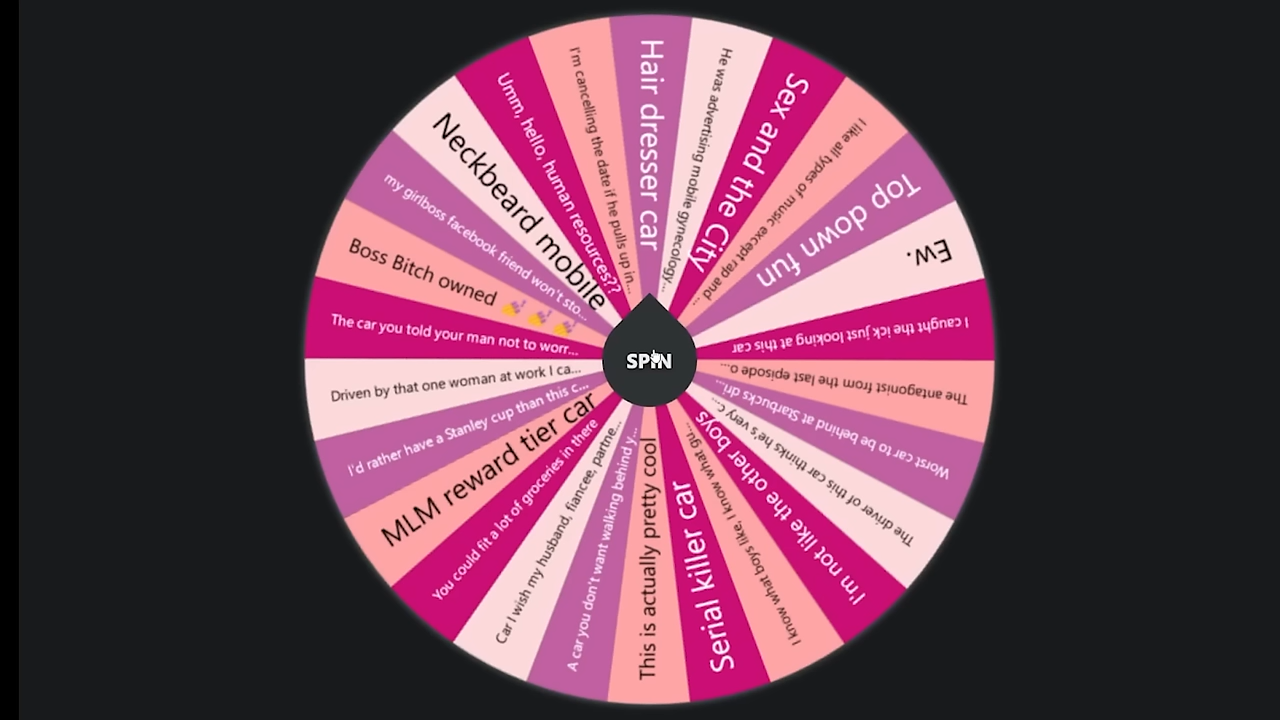 Hair dresser car
He was advertising mobile gynecology...
Sex and the City
I like all types of music except rap and ...
Top down fun
Ew.
I caught the ick just looking at this car
The antagonist from the last episode o...
Worst car to be behind at Starbucks dri...
The driver of this car thinks he's very c...
I'm not like the other boys
I know what boys like, I know what gu...
Serial killer car
This is actually pretty cool
A car you don't want walking behind y...
Car I wish my husband, fiancee, partne...
You could fit a lot of groceries in there
MLM reward tier car
I'd rather have a Stanley cup than this c...
Driven by that one woman at work I ca...
The car you told your man not to worr...
Boss Bitch owned 💅 💅 💅
my girlboss facebook friend won't sto...
Neckbeard mobile
Umm, hello, human resources??
I'm cancelling the date if he pulls up in...
SPIN